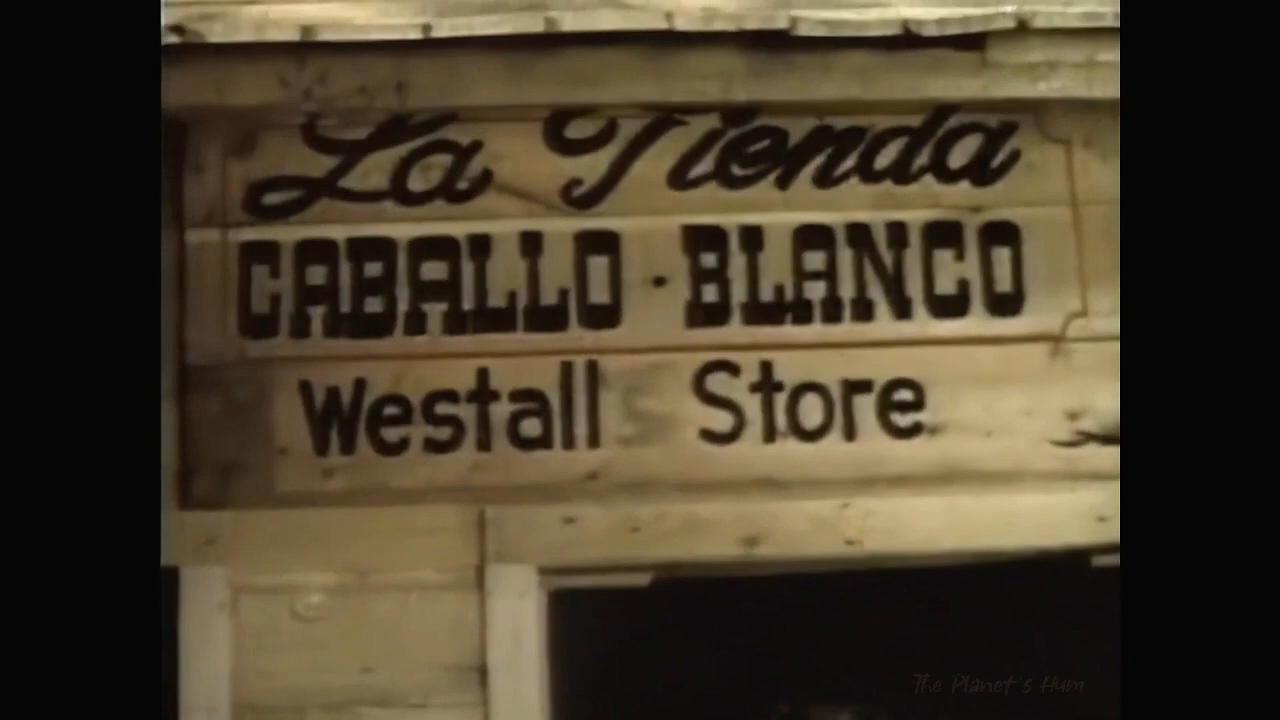 La Tienda
CABALLO · BLANCO
Westall Store
The Planet's Hum